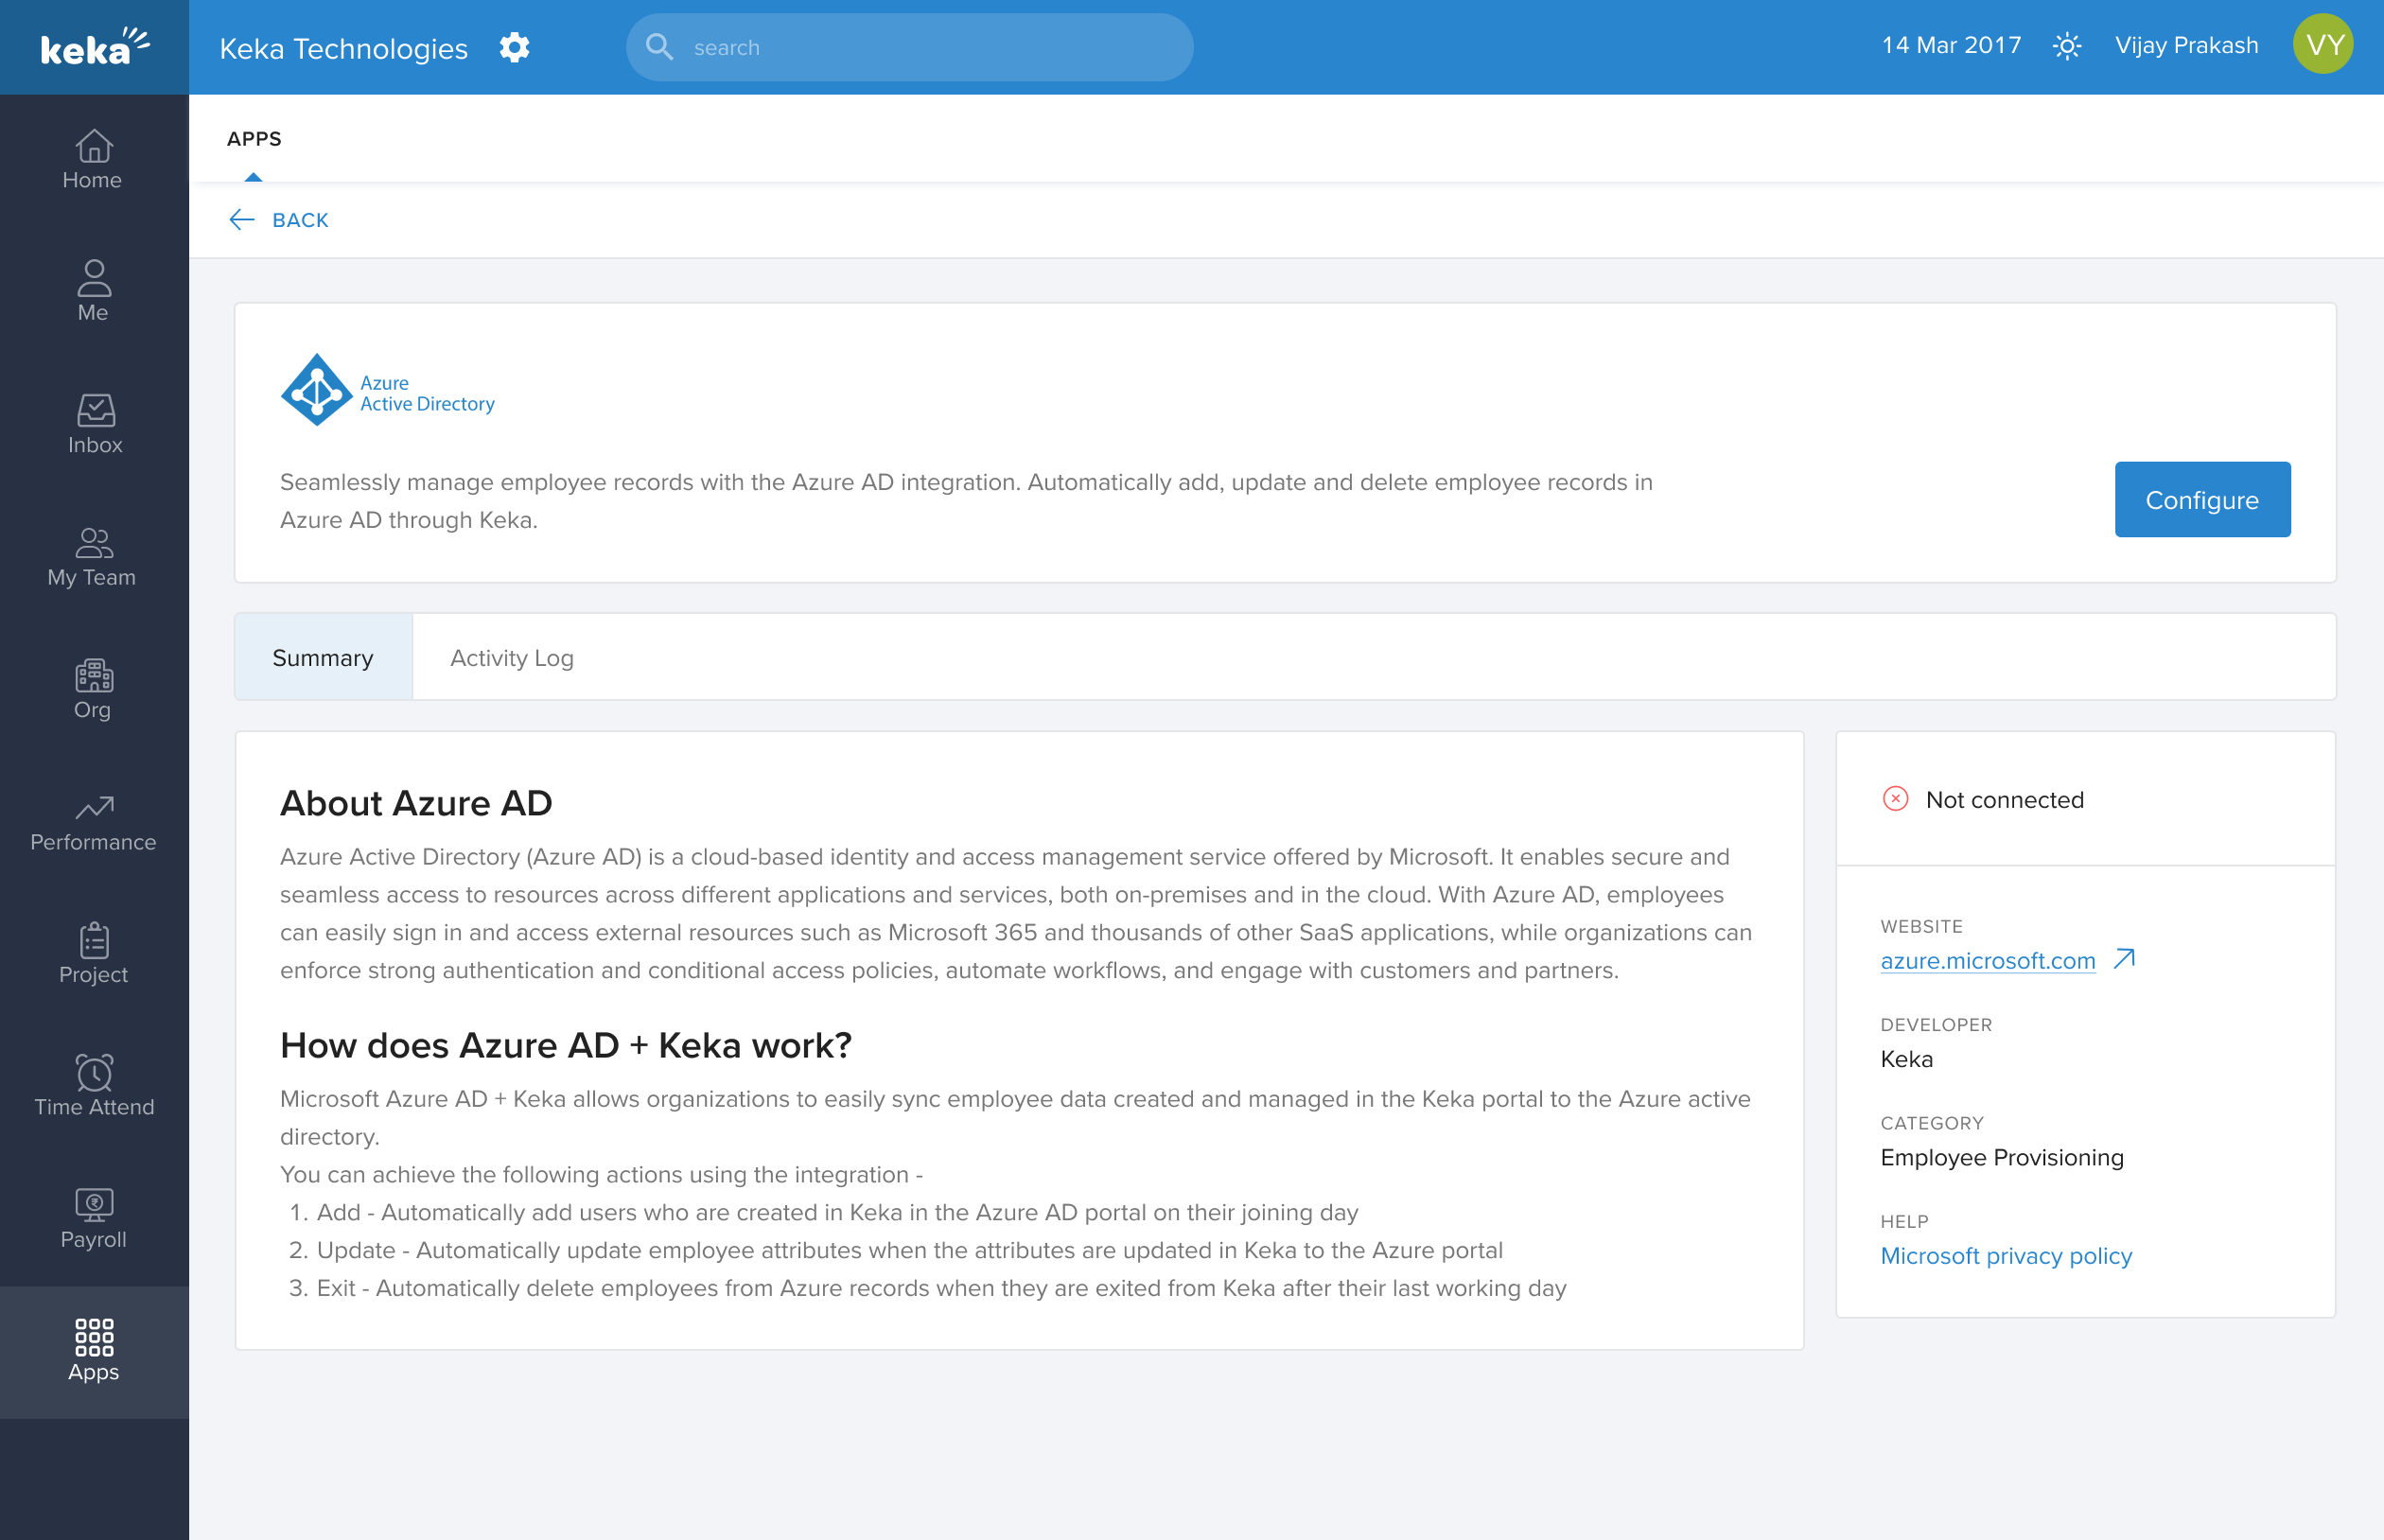 keka
Keka Technologies
search
14 Mar 2017
Vijay Prakash
VY
Home
Me
Inbox
My Team
Org
Performance
Project
Time Attend
Payroll
Apps
APPS
BACK
Azure
Active Directory
Seamlessly manage employee records with the Azure AD integration. Automatically add, update and delete employee records in
Azure AD through Keka.
Configure
Summary
Activity Log
About Azure AD
Azure Active Directory (Azure AD) is a cloud-based identity and access management service offered by Microsoft. It enables secure and
seamless access to resources across different applications and services, both on-premises and in the cloud. With Azure AD, employees
can easily sign in and access external resources such as Microsoft 365 and thousands of other SaaS applications, while organizations can
enforce strong authentication and conditional access policies, automate workflows, and engage with customers and partners.
How does Azure AD + Keka work?
Microsoft Azure AD + Keka allows organizations to easily sync employee data created and managed in the Keka portal to the Azure active
directory.
You can achieve the following actions using the integration -
1. Add - Automatically add users who are created in Keka in the Azure AD portal on their joining day
2. Update - Automatically update employee attributes when the attributes are updated in Keka to the Azure portal
3. Exit - Automatically delete employees from Azure records when they are exited from Keka after their last working day
Not connected
WEBSITE
azure.microsoft.com
DEVELOPER
Keka
CATEGORY
Employee Provisioning
HELP
Microsoft privacy policy